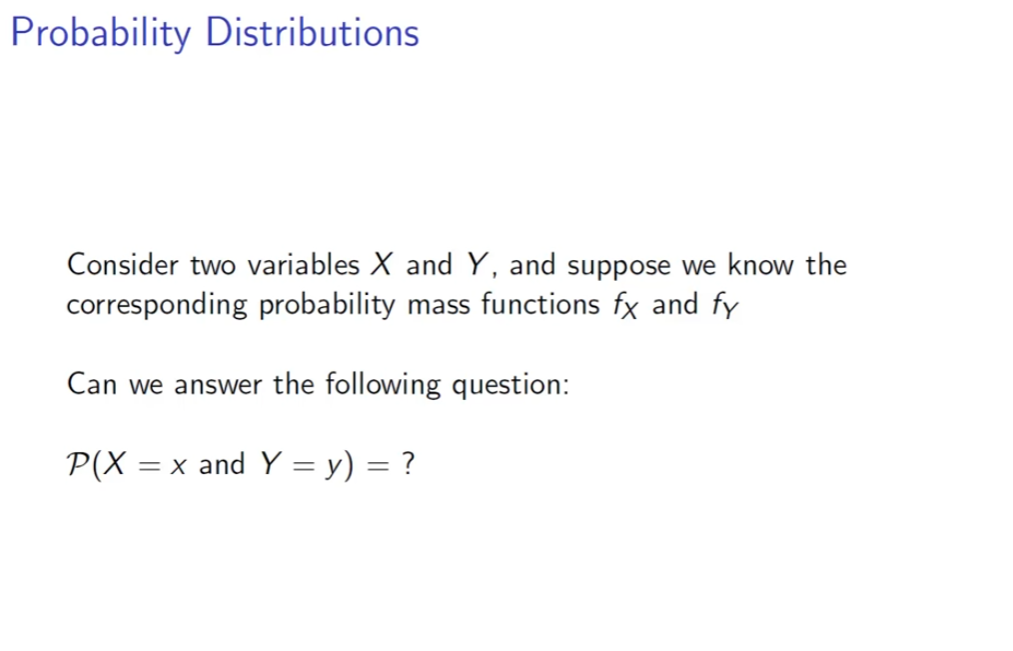 Probability Distributions
Consider two variables X and Y, and suppose we know the
corresponding probability mass functions f_X and f_Y
Can we answer the following question:
𝒫(X = x and Y = y) = ?